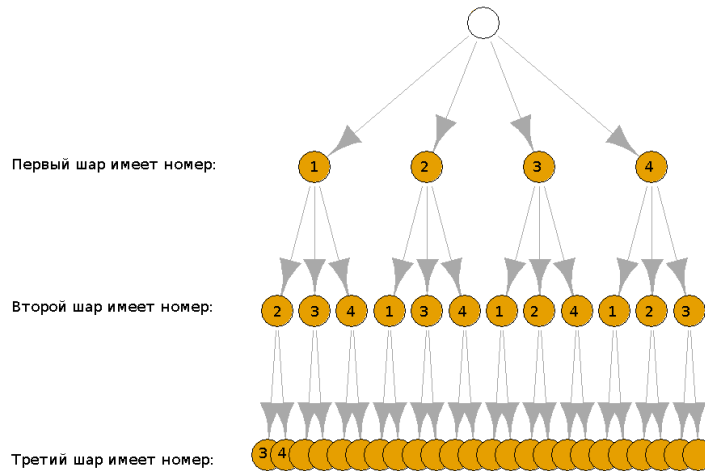 Первый шар имеет номер: 1 2 3 4
Второй шар имеет номер: 2 3 4 1 3 4 1 2 4 1 2 3
Третий шар имеет номер: 3 4